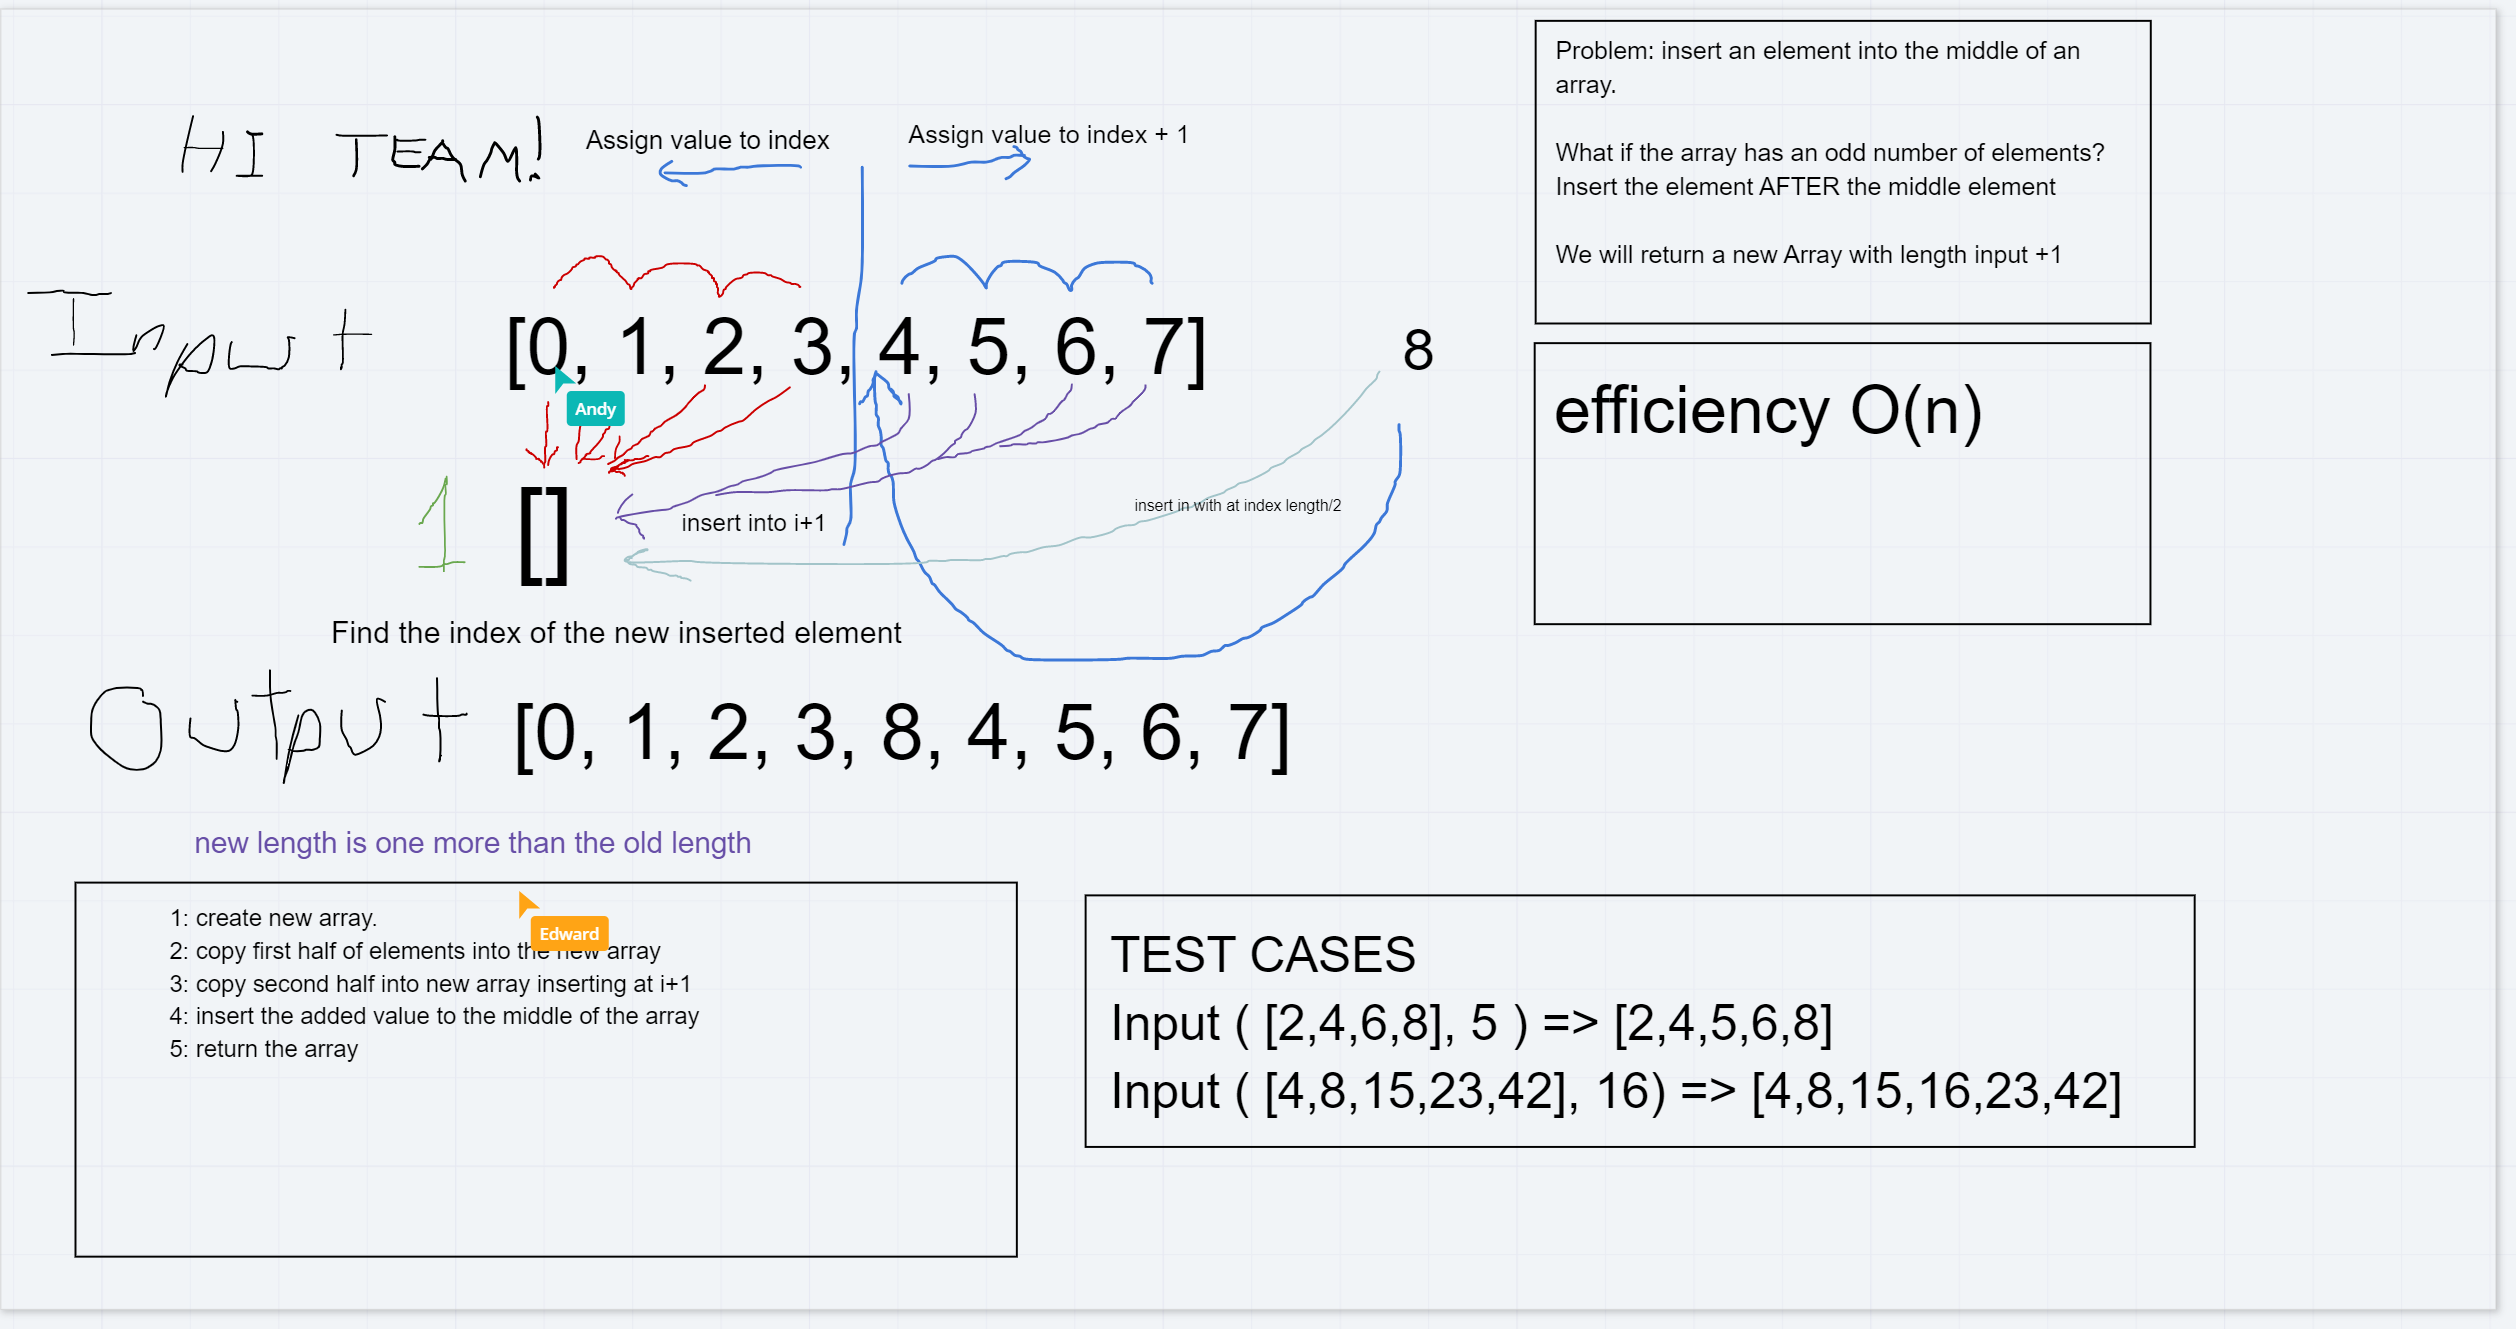 HI TEAM!
Assign value to index
Assign value to index + 1
Input
[0, 1, 2, 3, 4, 5, 6, 7]
8
Andy
1
[]
insert into i+1
insert in with at index length/2
Find the index of the new inserted element
Output
[0, 1, 2, 3, 8, 4, 5, 6, 7]
new length is one more than the old length
1: create new array.
Edward
2: copy first half of elements into the new array
3: copy second half into new array inserting at i+1
4: insert the added value to the middle of the array
5: return the array
Problem: insert an element into the middle of an
array.
What if the array has an odd number of elements?
Insert the element AFTER the middle element
We will return a new Array with length input +1
efficiency O(n)
TEST CASES
Input ( [2,4,6,8], 5 ) => [2,4,5,6,8]
Input ( [4,8,15,23,42], 16) => [4,8,15,16,23,42]